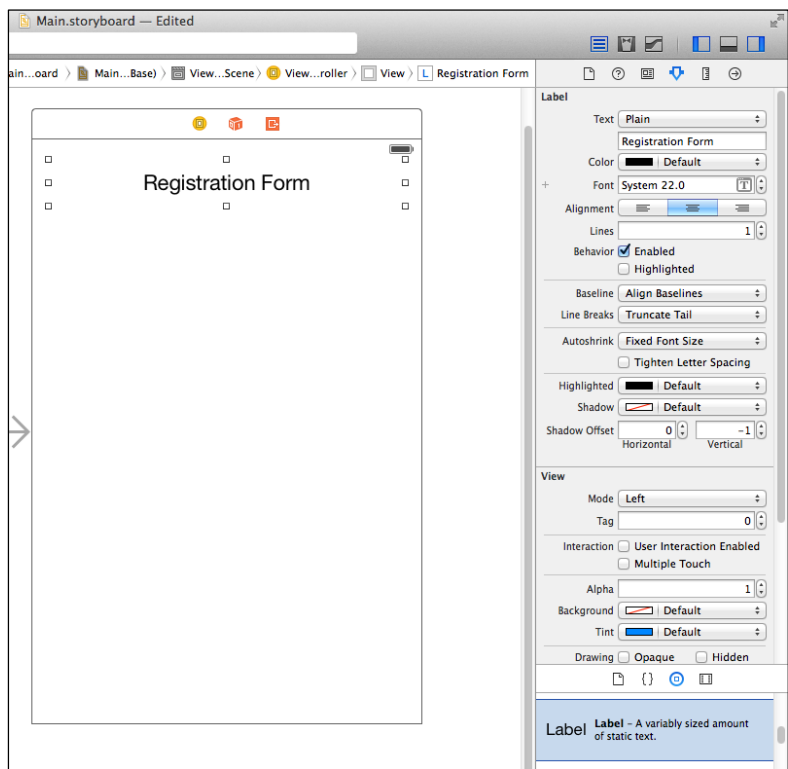 Main.storyboard — Edited
ain...oard 〉 Main...Base) 〉 View...Scene 〉 View...roller 〉 View 〉 L Registration Form
Registration Form
Label
Text Plain
Registration Form
Color Default
Font System 22.0 T
Alignment
Lines 1
Behavior Enabled
Highlighted
Baseline Align Baselines
Line Breaks Truncate Tail
Autoshrink Fixed Font Size
Tighten Letter Spacing
Highlighted Default
Shadow Default
Shadow Offset 0 -1
Horizontal Vertical
View
Mode Left
Tag 0
Interaction User Interaction Enabled
Multiple Touch
Alpha 1
Background Default
Tint Default
Drawing Opaque Hidden
{}
Label Label – A variably sized amount
of static text.